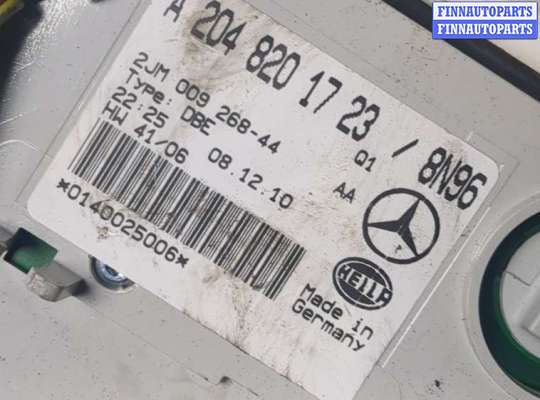 FINNAUTOPARTS
FINNAUTOPARTS
A 204 820 17 23 / 8N96
2JM 009 268-44 Q1
Type: DBE AA
22:25
HW 41/06 08.12.10
*0140025006*
HELLA
Made in
Germany